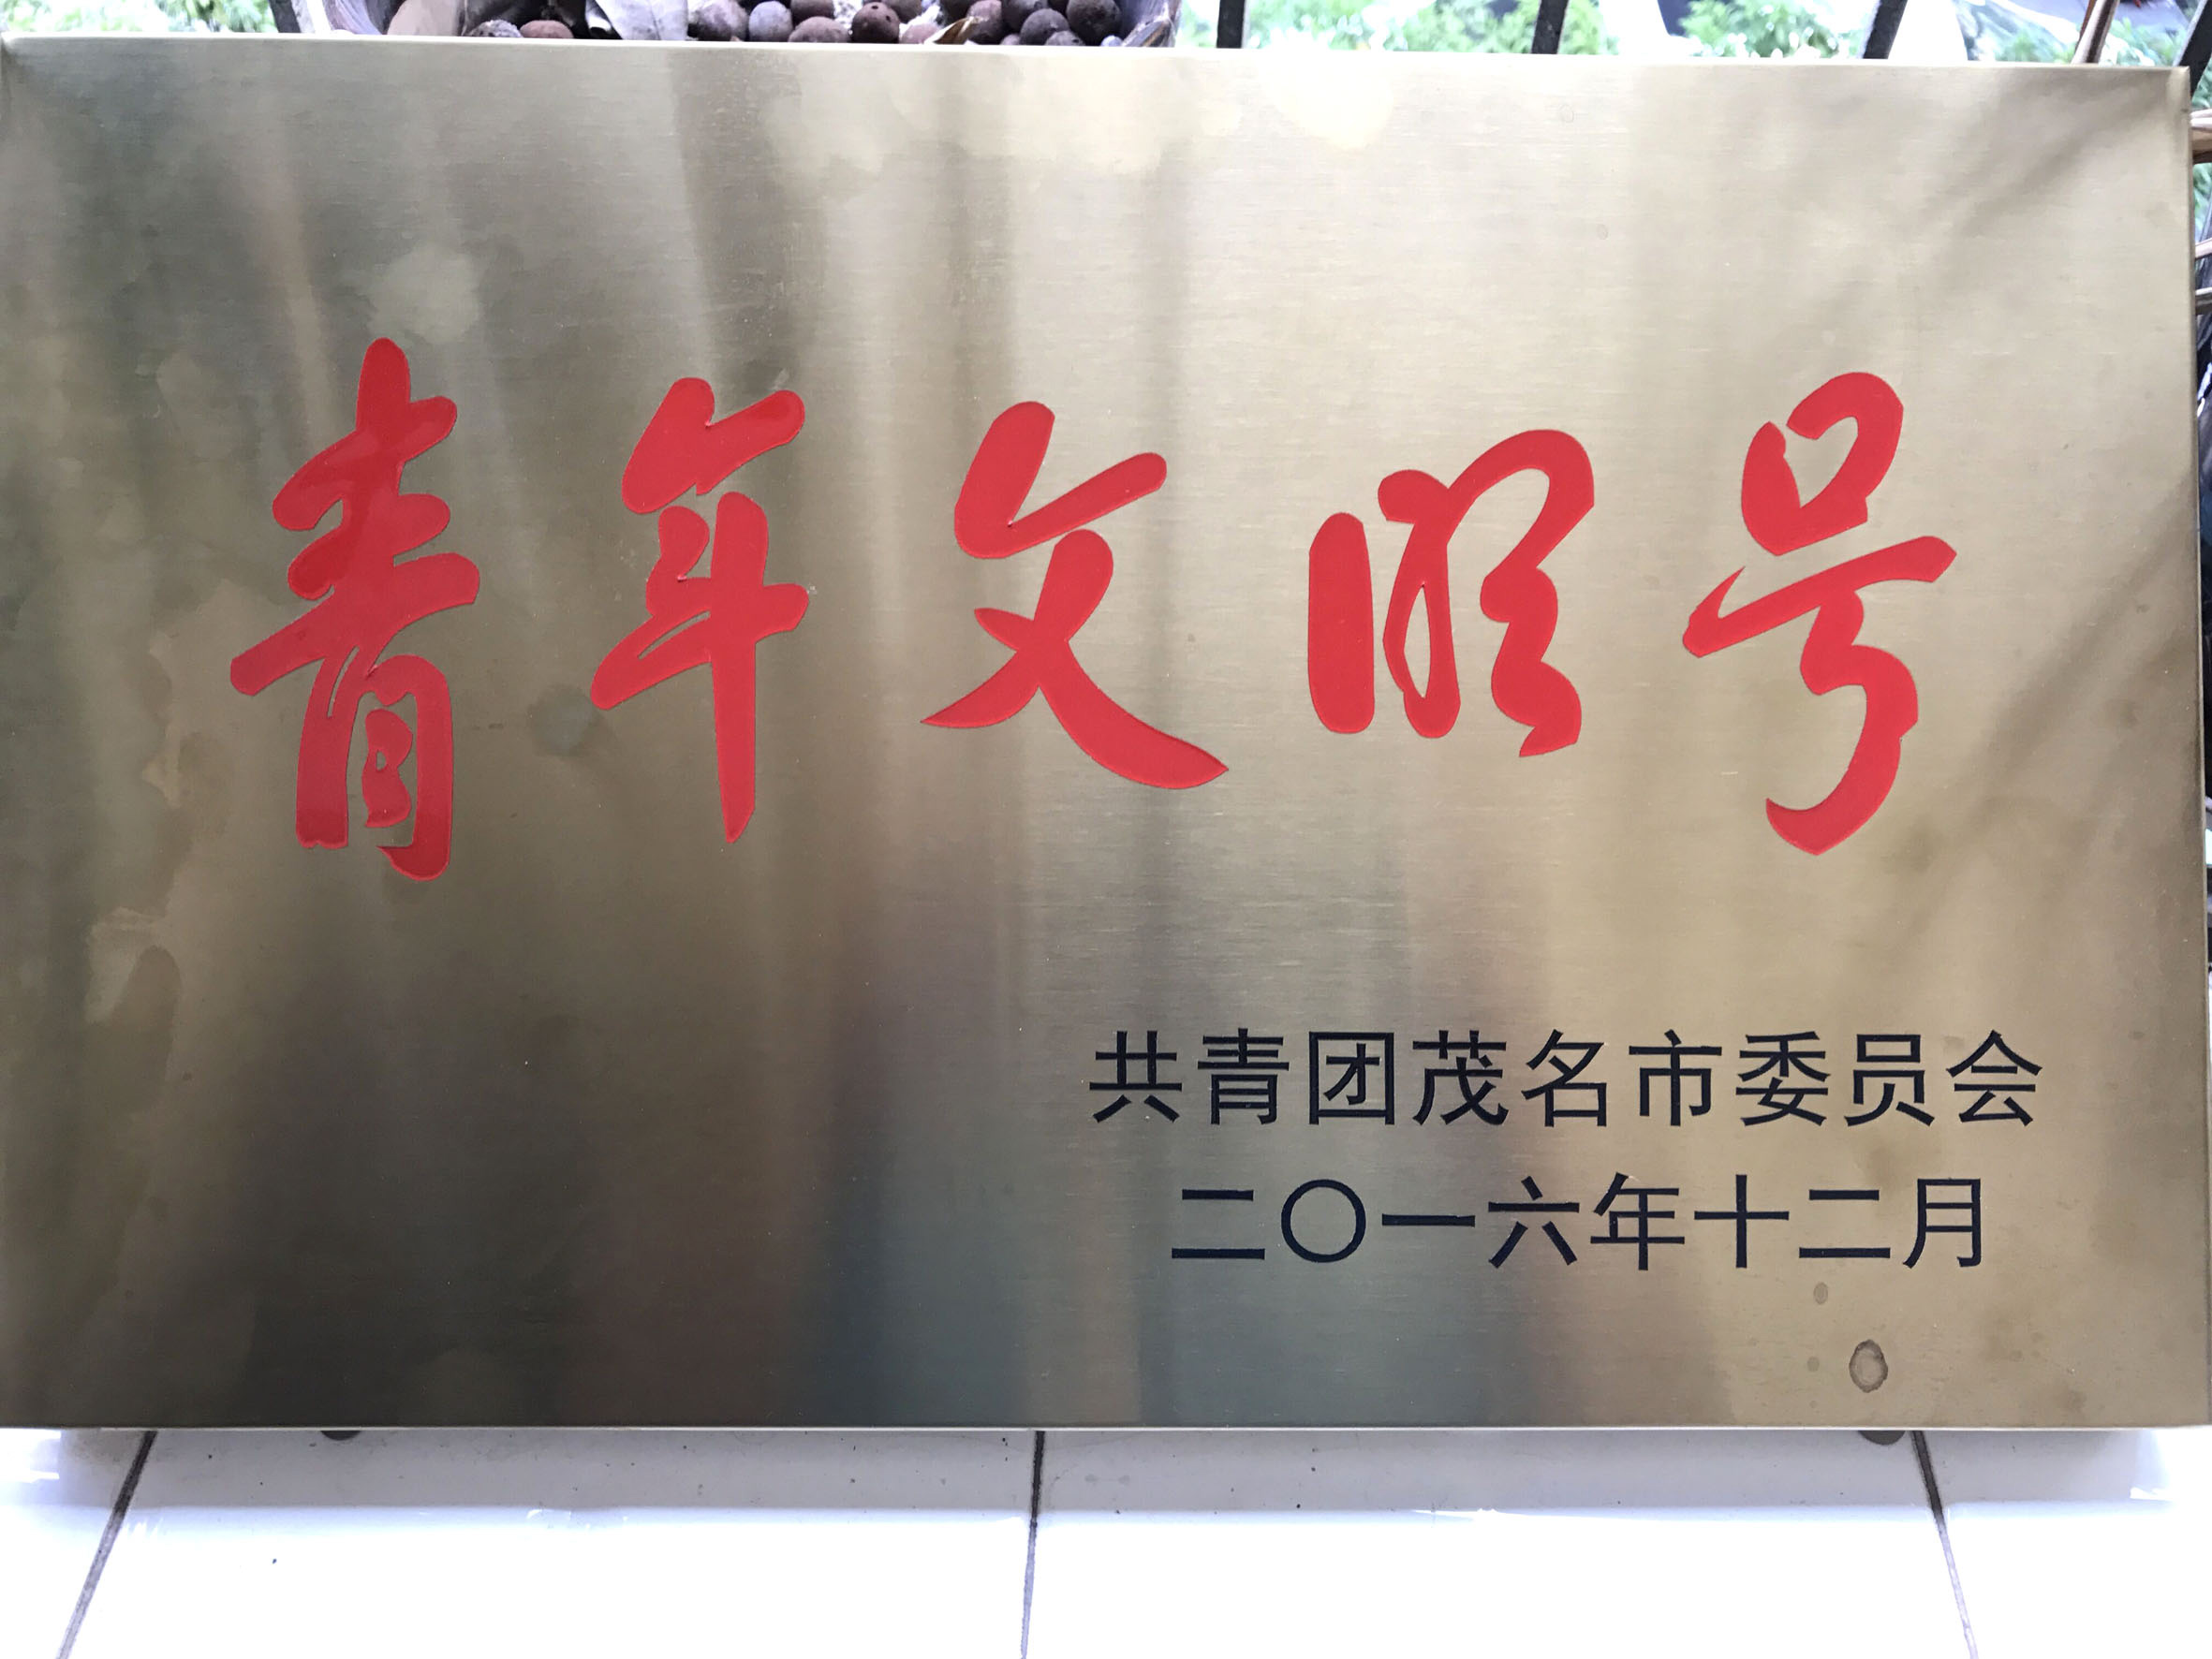 青年文明号
共青团茂名市委员会
二〇一六年十二月